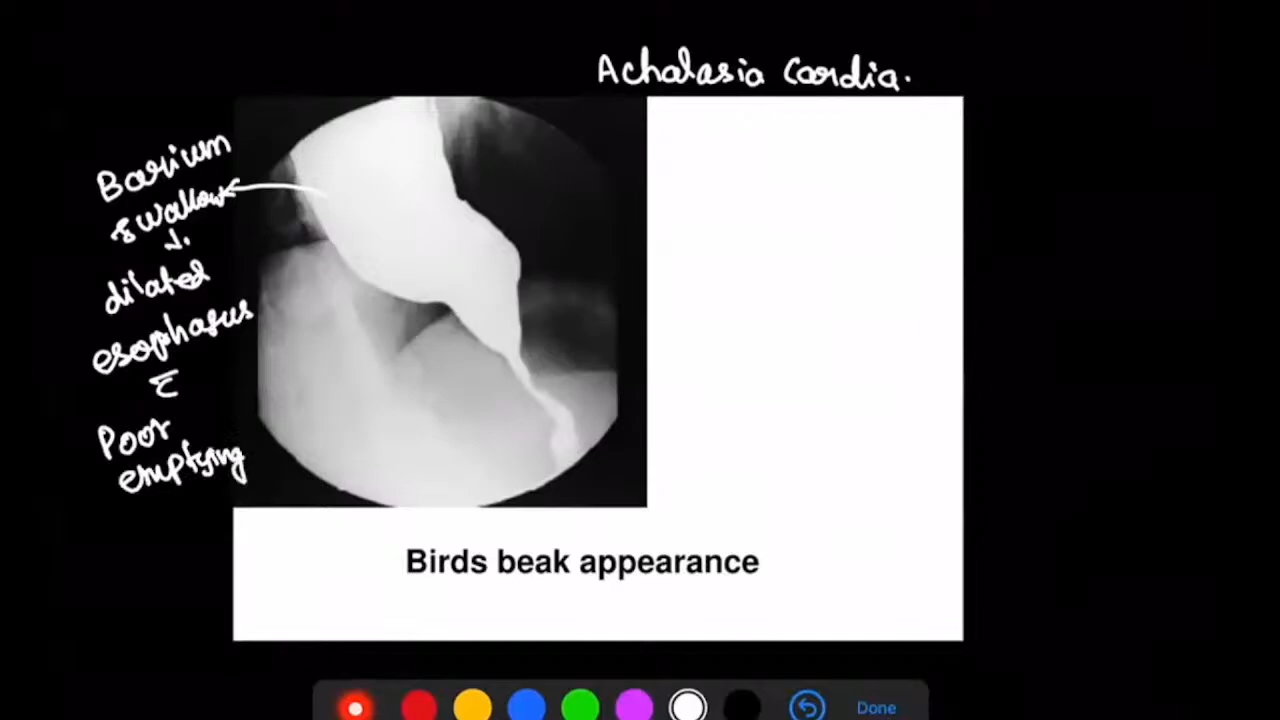 Achalasia Cardia.
Barium
swallow
dilated
esophagus
c̅
Poor
emptying
Birds beak appearance
Done